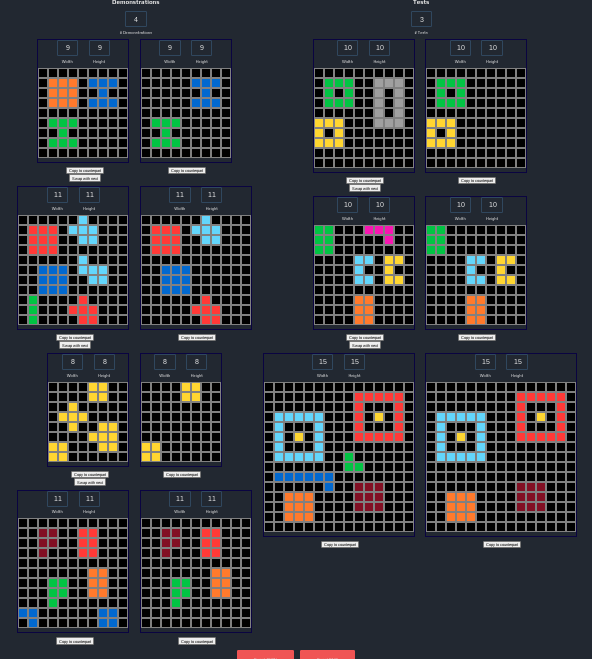 Demonstrations
Tests
4
3
# Demonstrations
# Tests
9 9
9 9
10 10
10 10
Width Height
Width Height
Width Height
Width Height
Copy to counterpart
Copy to counterpart
Swap with next
Copy to counterpart
Copy to counterpart
Swap with next
11 11
11 11
10 10
10 10
Width Height
Width Height
Width Height
Width Height
Copy to counterpart
Copy to counterpart
Swap with next
Copy to counterpart
Copy to counterpart
Swap with next
8 8
8 8
15 15
15 15
Width Height
Width Height
Width Height
Width Height
Copy to counterpart
Copy to counterpart
Swap with next
11 11
11 11
Width Height
Width Height
Copy to counterpart
Copy to counterpart
Copy to counterpart
Copy to counterpart